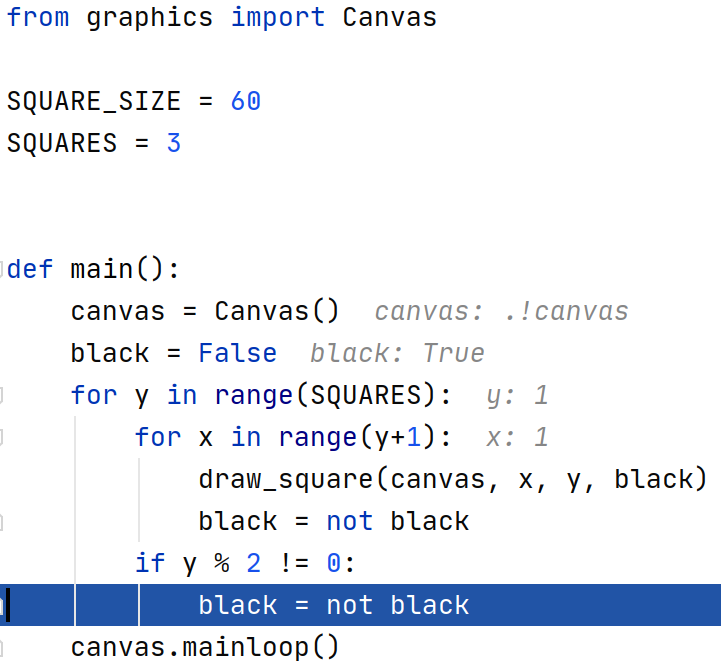 from graphics import Canvas
SQUARE_SIZE = 60
SQUARES = 3
def main():
canvas = Canvas() canvas: .!canvas
black = False black: True
for y in range(SQUARES): y: 1
for x in range(y+1): x: 1
draw_square(canvas, x, y, black)
black = not black
if y % 2 != 0:
black = not black
canvas.mainloop()